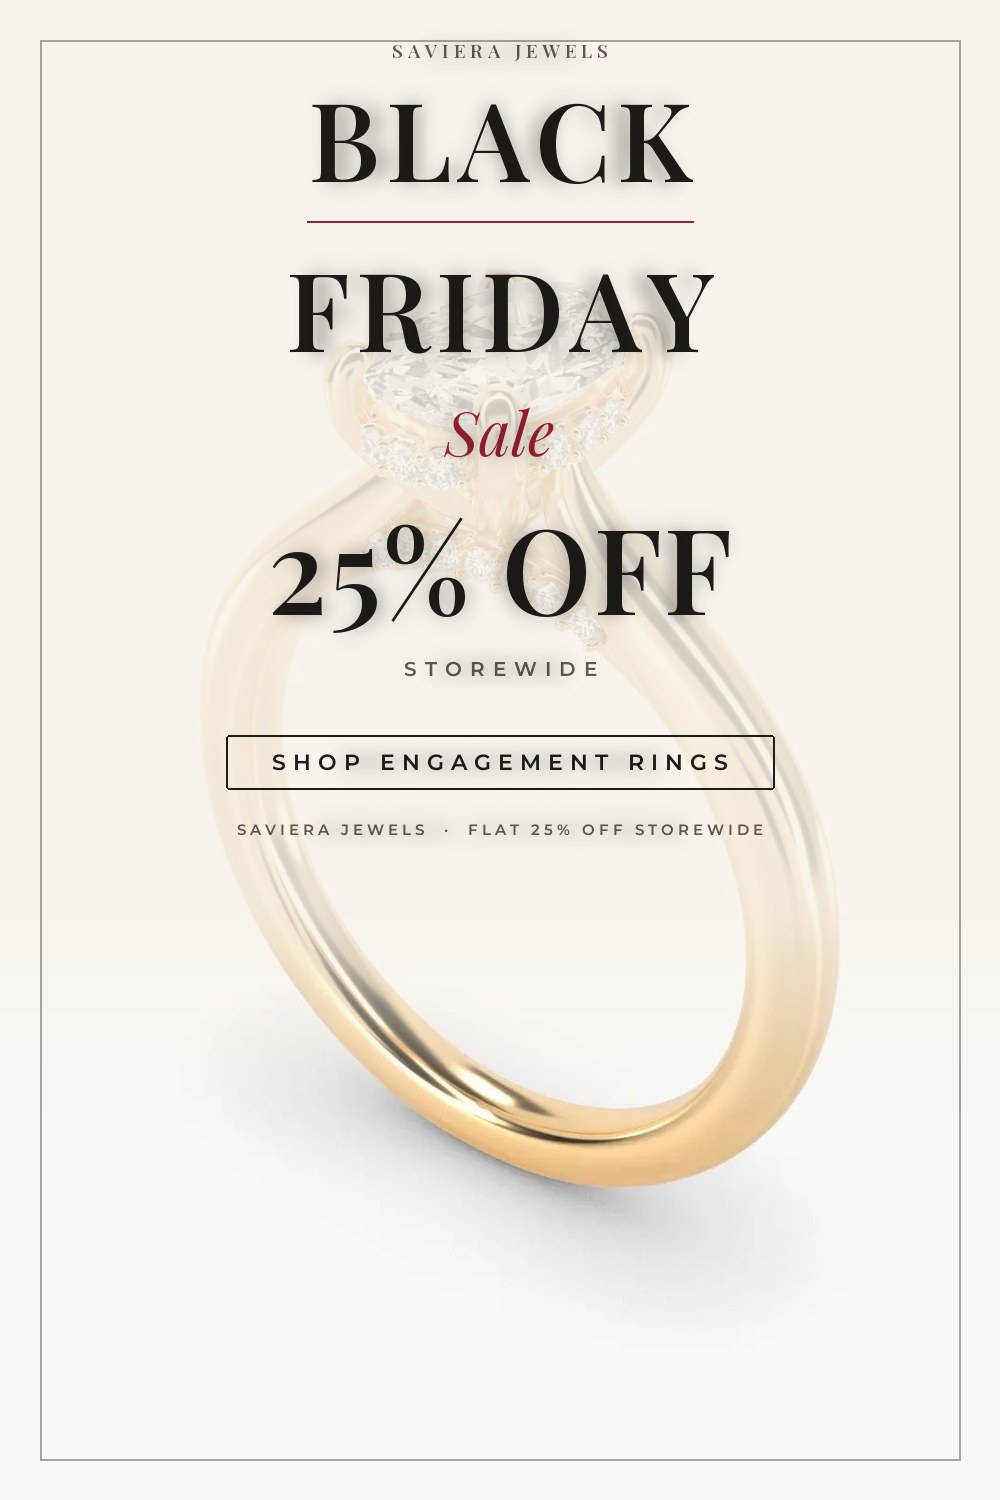 SAVIERA JEWELS
BLACK
FRIDAY
Sale
25% OFF
STOREWIDE
SHOP ENGAGEMENT RINGS
SAVIERA JEWELS · FLAT 25% OFF STOREWIDE